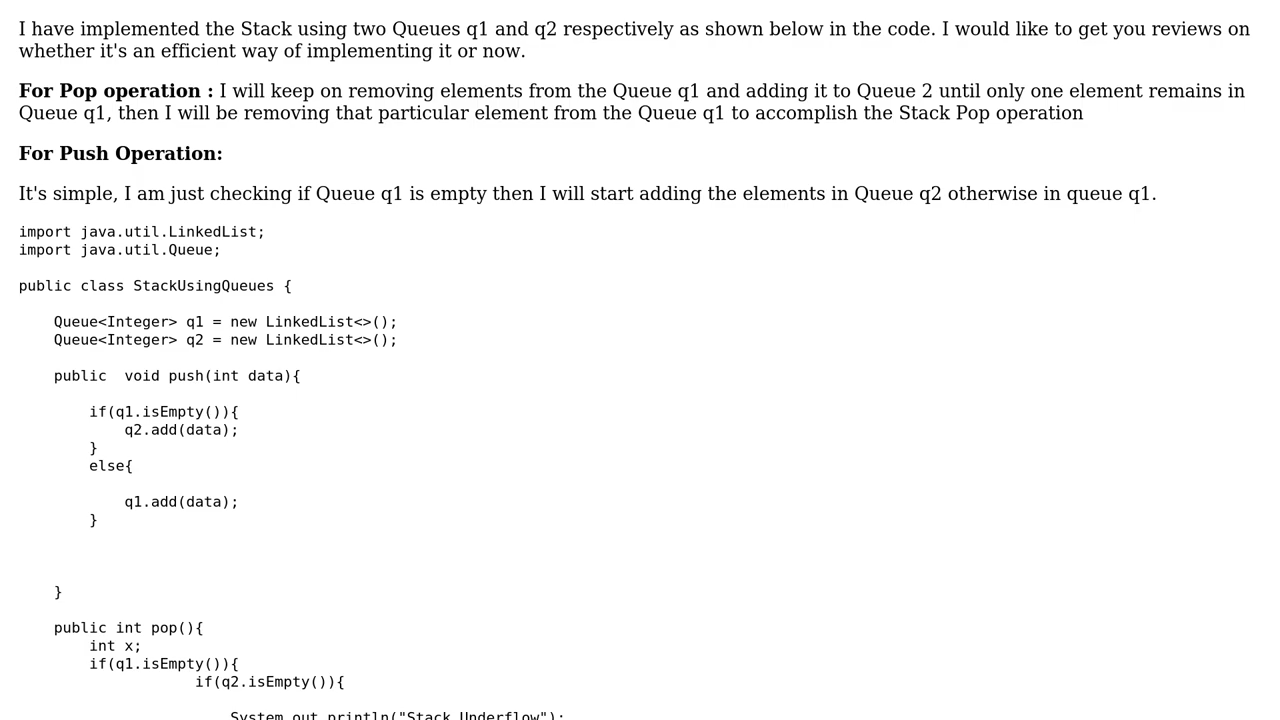 I have implemented the Stack using two Queues q1 and q2 respectively as shown below in the code. I would like to get you reviews on
whether it's an efficient way of implementing it or now.
For Pop operation : I will keep on removing elements from the Queue q1 and adding it to Queue 2 until only one element remains in
Queue q1, then I will be removing that particular element from the Queue q1 to accomplish the Stack Pop operation
For Push Operation:
It's simple, I am just checking if Queue q1 is empty then I will start adding the elements in Queue q2 otherwise in queue q1.
import java.util.LinkedList;
import java.util.Queue;
public class StackUsingQueues {
    Queue<Integer> q1 = new LinkedList<>();
    Queue<Integer> q2 = new LinkedList<>();
    public  void push(int data){
        if(q1.isEmpty()){
            q2.add(data);
        }
        else{
            q1.add(data);
        }
    }
    public int pop(){
        int x;
        if(q1.isEmpty()){
                    if(q2.isEmpty()){
                        System.out.println("Stack Underflow");